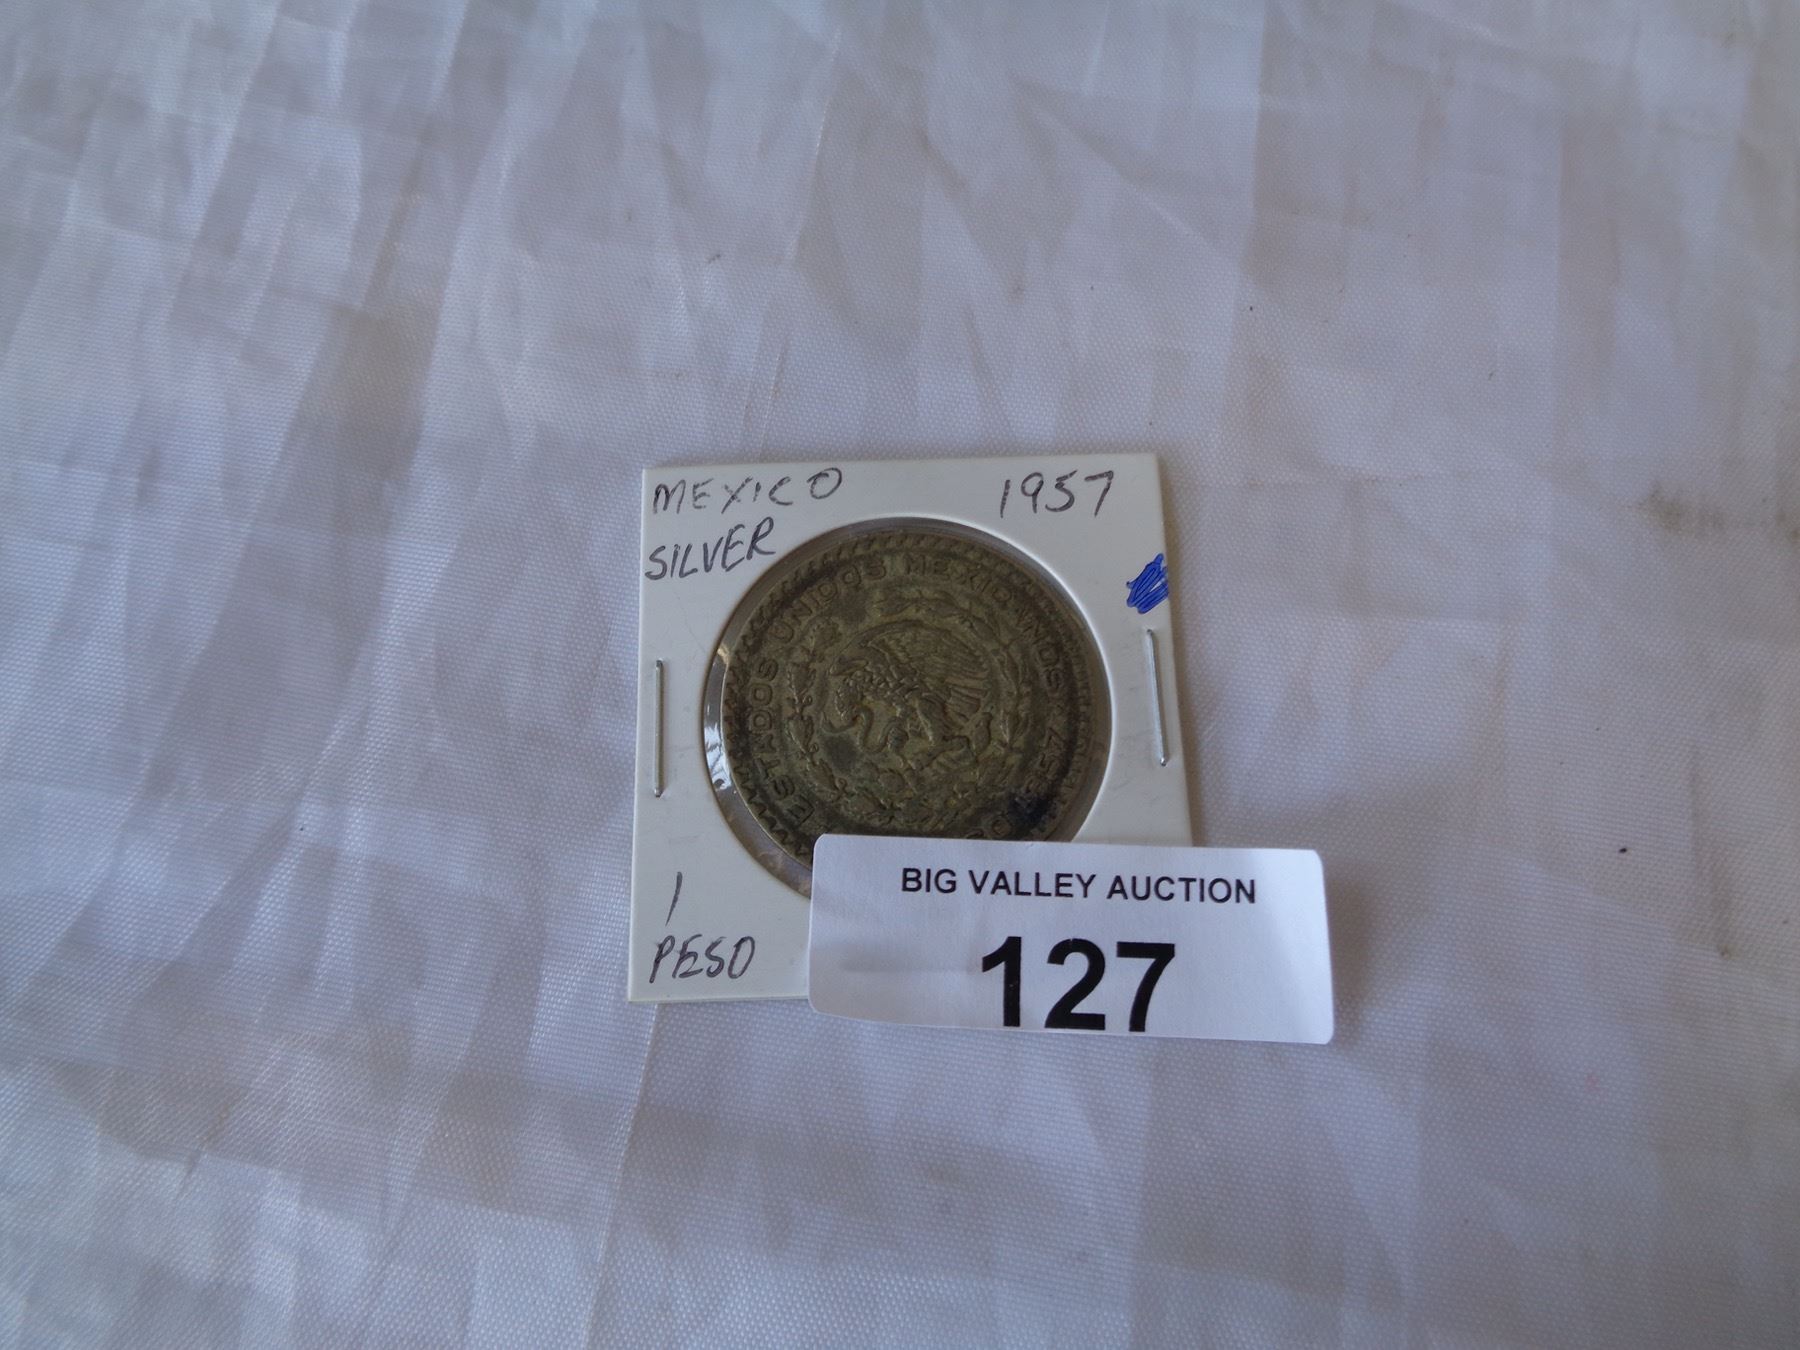 MEXICO 1957
SILVER
ESTADOS UNIDOS MEXICANOS
1957
1
PESO
BIG VALLEY AUCTION
127